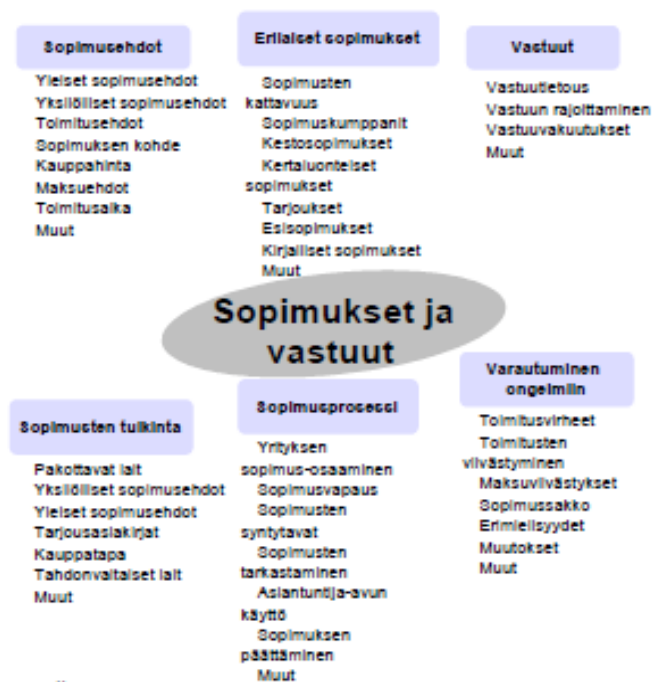 Sopimusehdot
Yleiset sopimusehdot
Yksilölliset sopimusehdot
Toimitusehdot
Sopimuksen kohde
Kauppahinta
Maksuehdot
Toimitusaika
Muut
Erilaiset sopimukset
Sopimusten
kattavuus
Sopimuskumppanit
Kestosopimukset
Kertaluonteiset
sopimukset
Tarjoukset
Esisopimukset
Kirjalliset sopimukset
Muut
Vastuut
Vastuutietous
Vastuun rajoittaminen
Vastuuvakuutukset
Muut
Sopimukset ja
vastuut
Sopimusten tulkinta
Pakottavat lait
Yksilölliset sopimusehdot
Yleiset sopimusehdot
Tarjousasiakirjat
Kauppatapa
Tahdonvaltaiset lait
Muut
Sopimusprosessi
Yrityksen
sopimus-osaaminen
Sopimusvapaus
Sopimusten
syntytavat
Sopimusten
tarkastaminen
Asiantuntija-avun
käyttö
Sopimuksen
päättäminen
Muut
Varautuminen
ongelmiin
Toimitusvirheet
Toimitusten
viivästyminen
Maksuviivästykset
Sopimussakko
Erimielisyydet
Muutokset
Muut